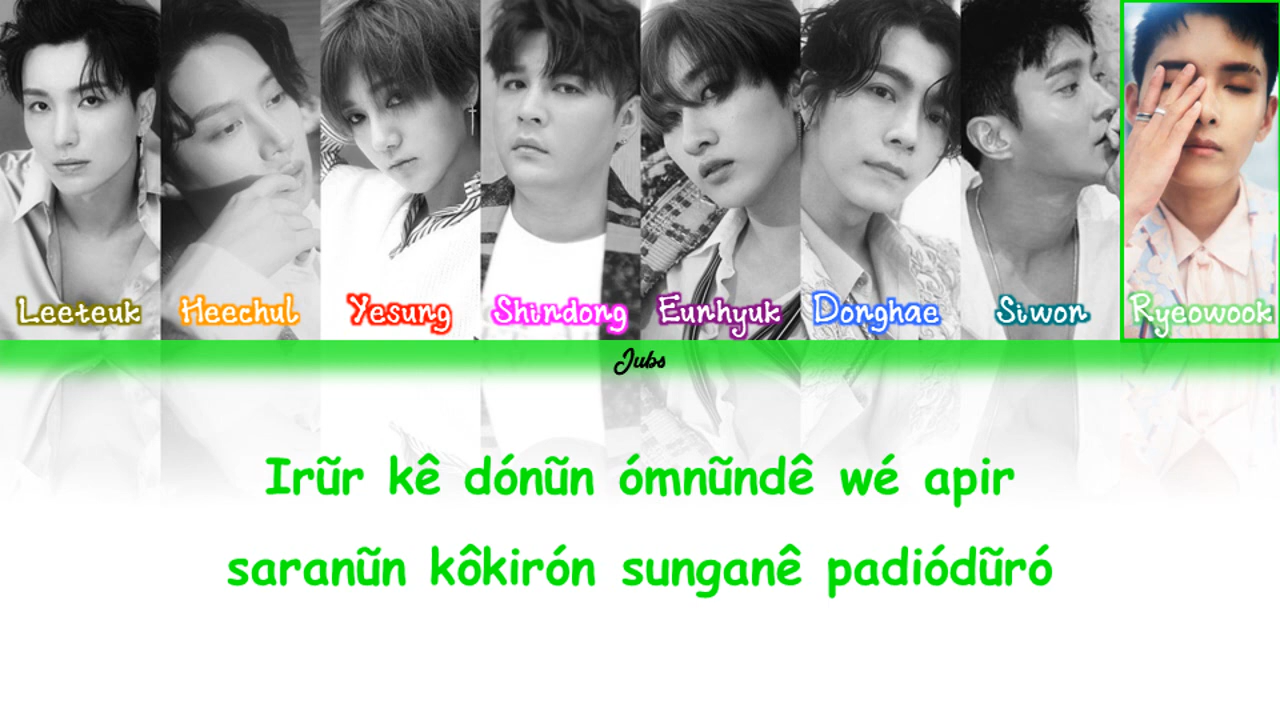 Leeteuk Heechul Yesung Shindong Eunhyuk Donghae Siwon Ryeowook
Jubs
Irũr kê dónũn ómnũndê wé apir
saranũn kôkirón sunganê padiódũró